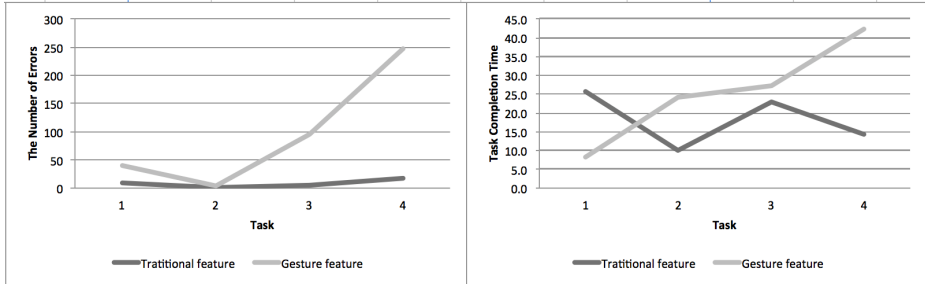 The Number of Errors
300
250
200
150
100
50
0
1 2 3 4
Task
Tratitional feature Gesture feature
Task Completion Time
45.0
40.0
35.0
30.0
25.0
20.0
15.0
10.0
5.0
0.0
1 2 3 4
Task
Tratitional feature Gesture feature